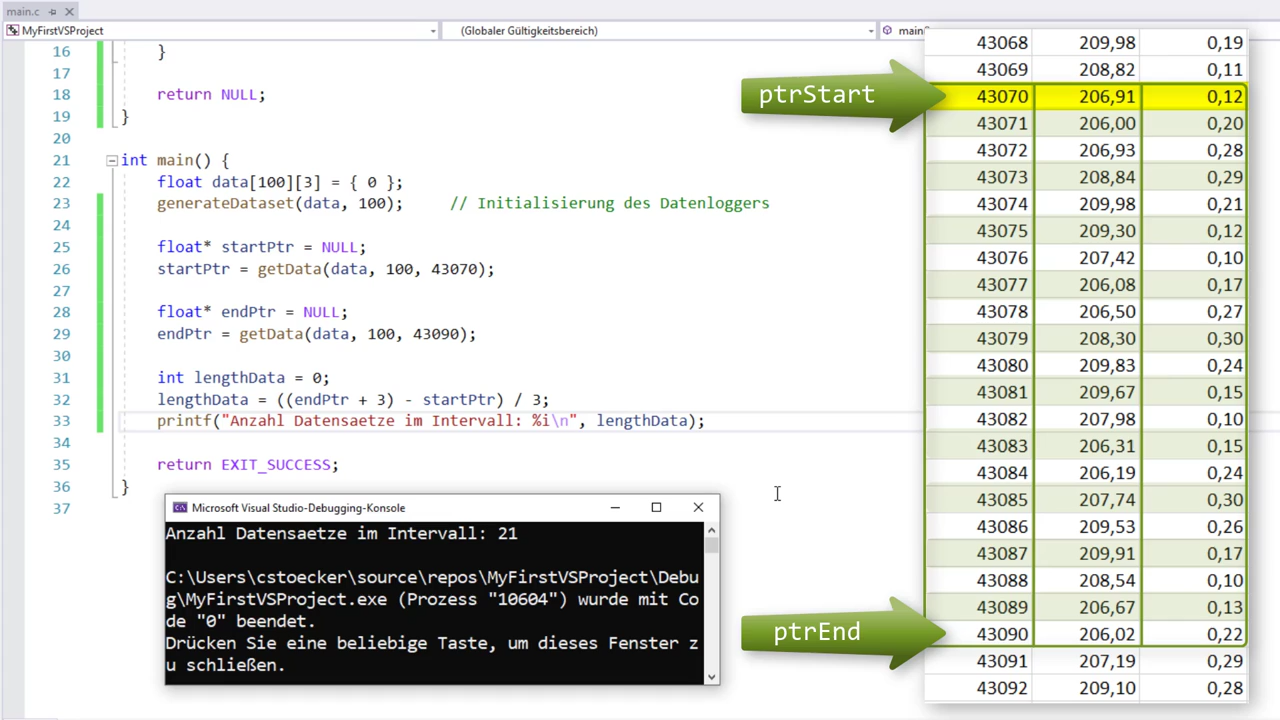 main.c
MyFirstVSProject (Globaler Gültigkeitsbereich) main
16 }
17
18 return NULL;
19 }
20
21 int main() {
22 float data[100][3] = { 0 };
23 generateDataset(data, 100); // Initialisierung des Datenloggers
24
25 float* startPtr = NULL;
26 startPtr = getData(data, 100, 43070);
27
28 float* endPtr = NULL;
29 endPtr = getData(data, 100, 43090);
30
31 int lengthData = 0;
32 lengthData = ((endPtr + 3) - startPtr) / 3;
33 printf("Anzahl Datensaetze im Intervall: %i\n", lengthData);
34
35 return EXIT_SUCCESS;
36 }
37
Microsoft Visual Studio-Debugging-Konsole
Anzahl Datensaetze im Intervall: 21
C:\Users\cstoecker\source\repos\MyFirstVSProject\Debu
g\MyFirstVSProject.exe (Prozess "10604") wurde mit Co
de "0" beendet.
Drücken Sie eine beliebige Taste, um dieses Fenster z
u schließen.
43068 209,98 0,19
43069 208,82 0,11
ptrStart
43070 206,91 0,12
43071 206,00 0,20
43072 206,93 0,28
43073 208,84 0,29
43074 209,98 0,21
43075 209,30 0,12
43076 207,42 0,10
43077 206,08 0,17
43078 206,50 0,27
43079 208,30 0,30
43080 209,83 0,24
43081 209,67 0,15
43082 207,98 0,10
43083 206,31 0,15
43084 206,19 0,24
43085 207,74 0,30
43086 209,53 0,26
43087 209,91 0,17
43088 208,54 0,10
43089 206,67 0,13
ptrEnd
43090 206,02 0,22
43091 207,19 0,29
43092 209,10 0,28